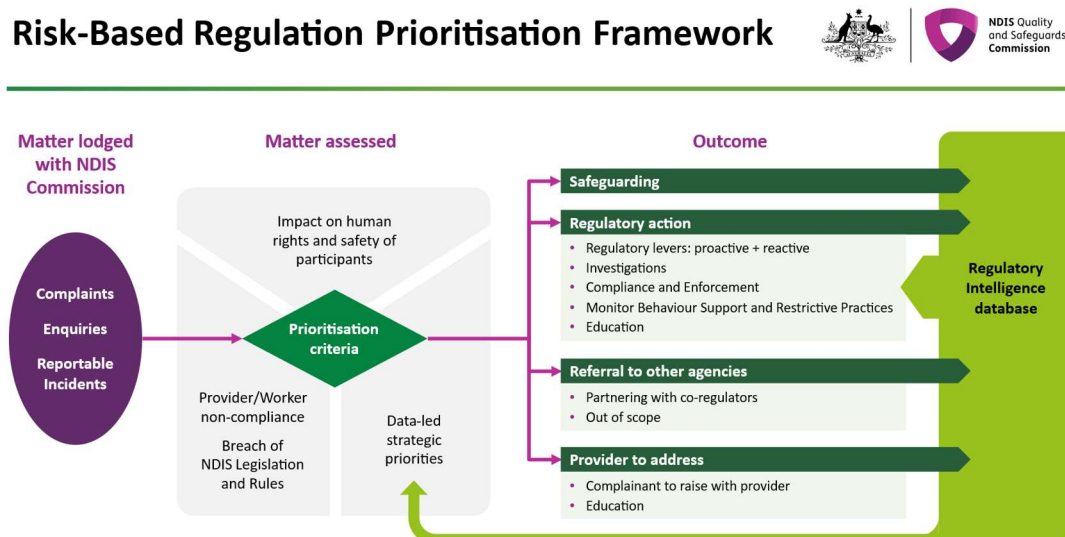 Risk-Based Regulation Prioritisation Framework
NDIS Quality
and Safeguards
Commission
Matter lodged
with NDIS
Commission
Complaints
Enquiries
Reportable
Incidents
Matter assessed
Impact on human
rights and safety of
participants
Prioritisation
criteria
Provider/Worker
non-compliance
Breach of
NDIS Legislation
and Rules
Data-led
strategic
priorities
Outcome
Safeguarding
Regulatory action
• Regulatory levers: proactive + reactive
• Investigations
• Compliance and Enforcement
• Monitor Behaviour Support and Restrictive Practices
• Education
Referral to other agencies
• Partnering with co-regulators
• Out of scope
Provider to address
• Complainant to raise with provider
• Education
Regulatory
Intelligence
database